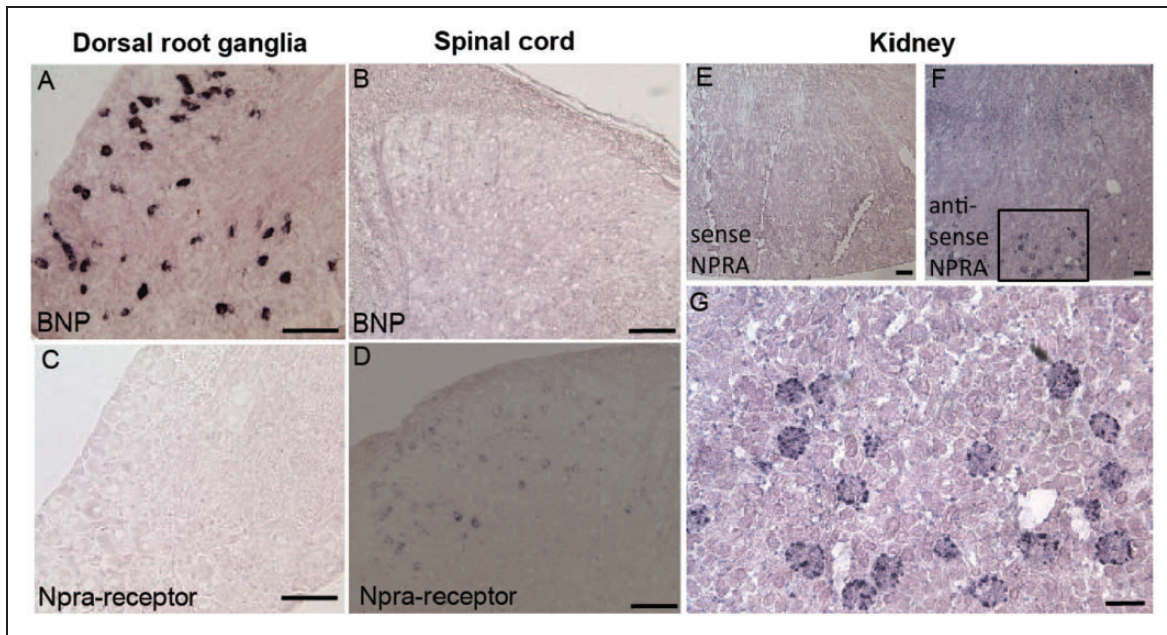 Dorsal root ganglia
Spinal cord
Kidney
A
BNP
B
BNP
C
Npra-receptor
D
Npra-receptor
E
sense
NPRA
F
anti-
sense
NPRA
G